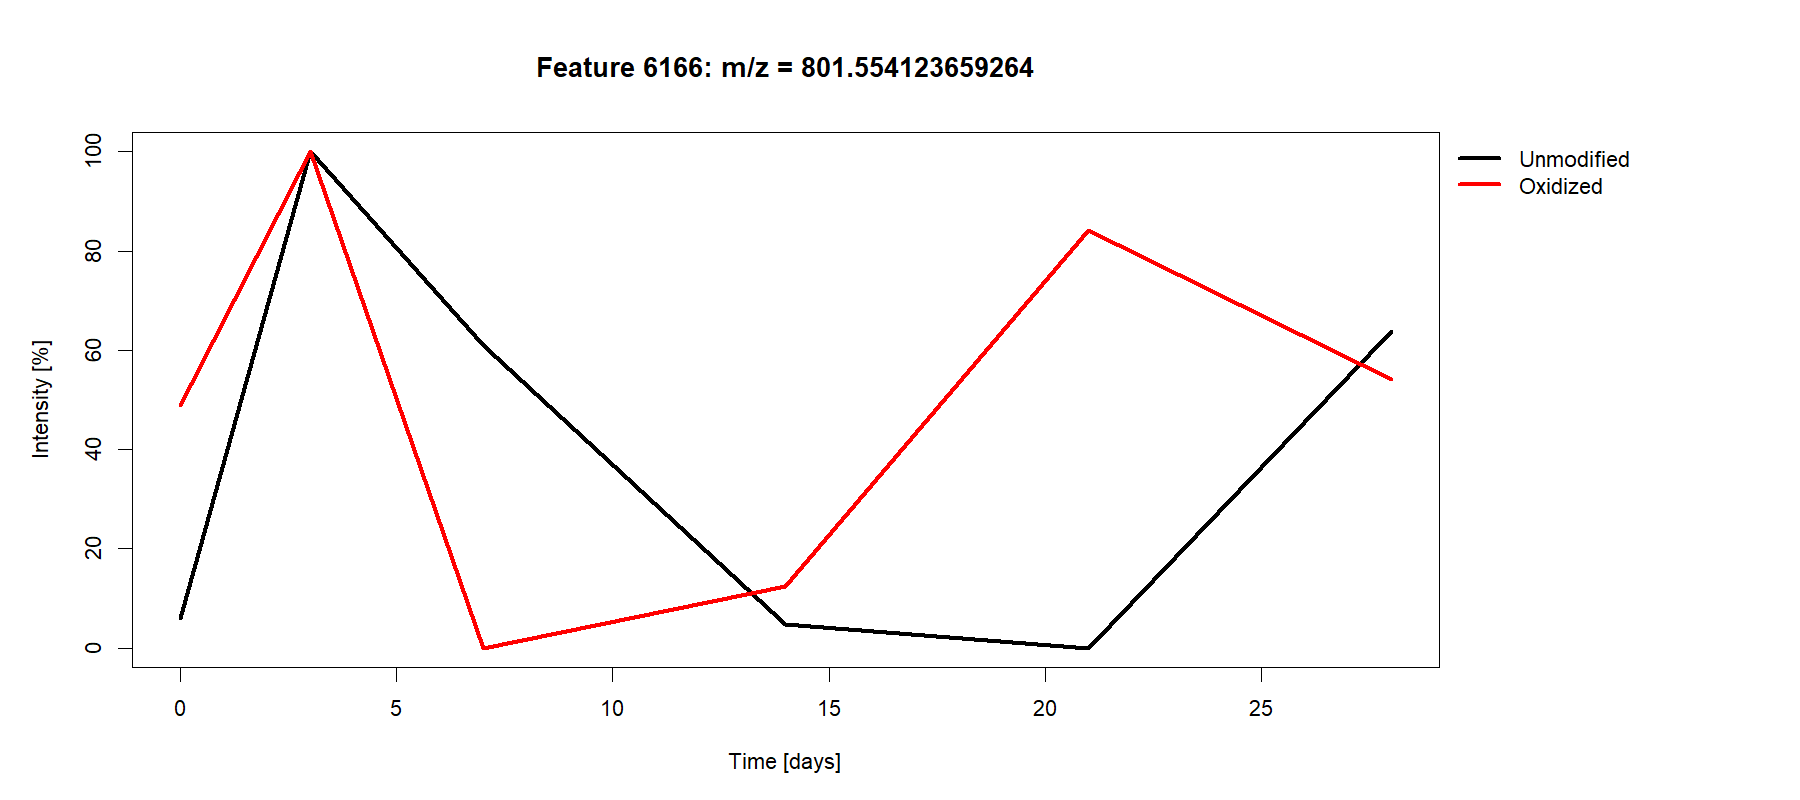 Feature 6166: m/z = 801.554123659264
Unmodified
Oxidized
Intensity [%]
100
80
60
40
20
0
0 5 10 15 20 25
Time [days]